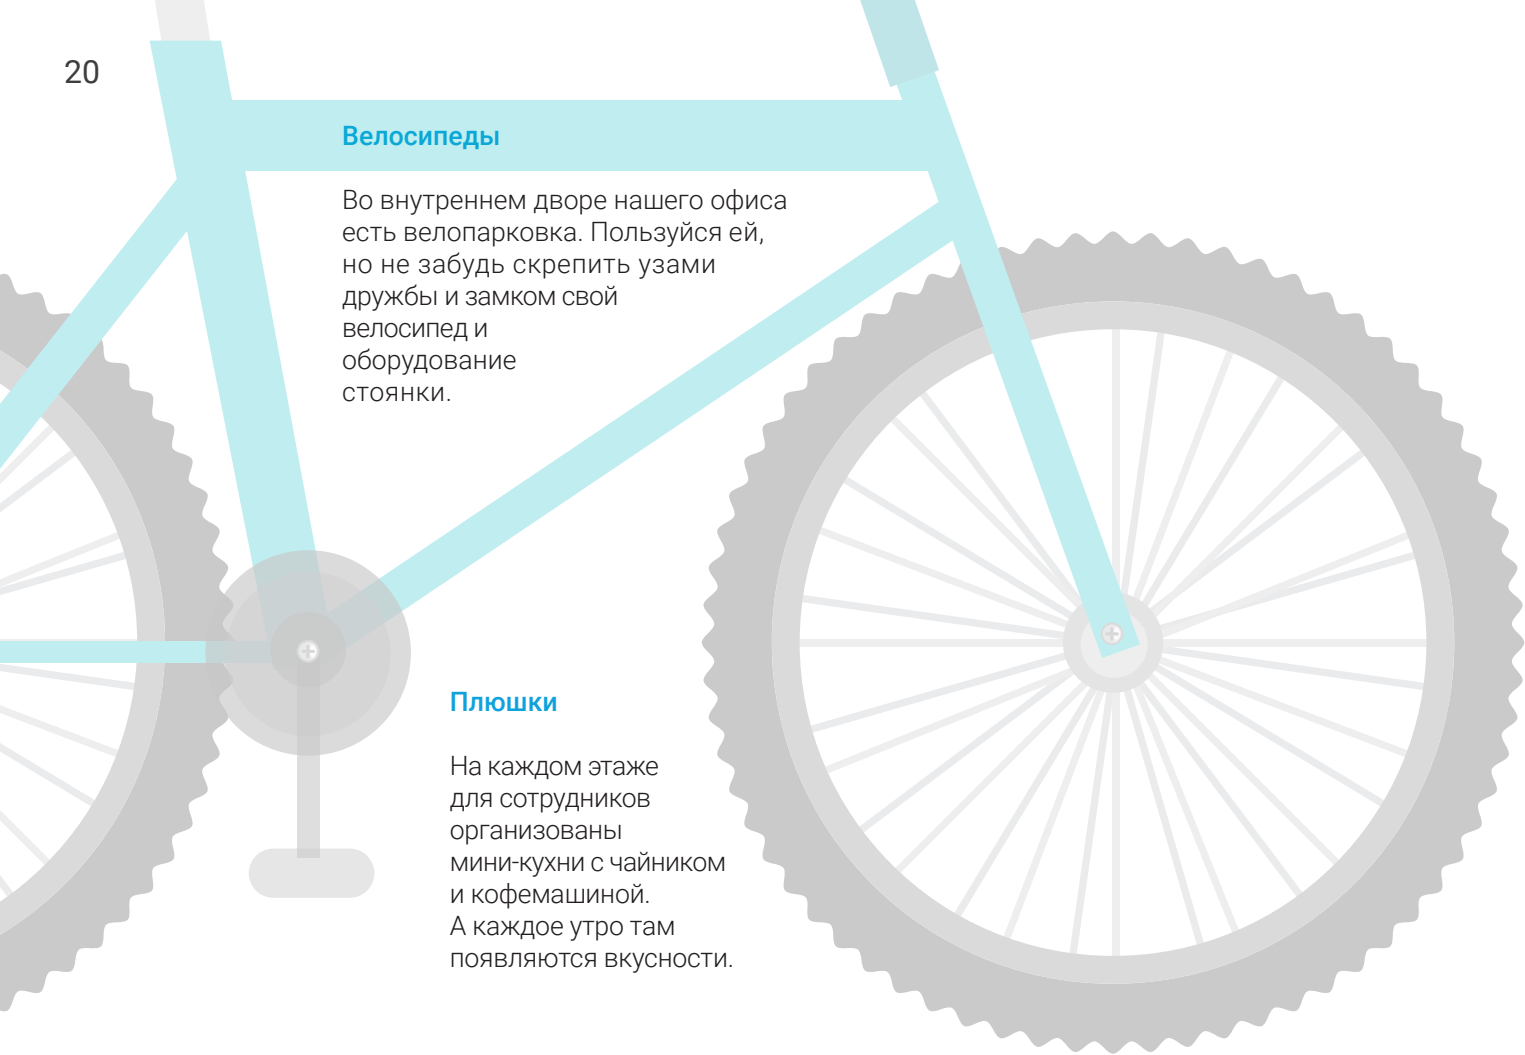 20
Велосипеды
Во внутреннем дворе нашего офиса
есть велопарковка. Пользуйся ей,
но не забудь скрепить узами
дружбы и замком свой
велосипед и
оборудование
стоянки.
Плюшки
На каждом этаже
для сотрудников
организованы
мини-кухни с чайником
и кофемашиной.
А каждое утро там
появляются вкусности.